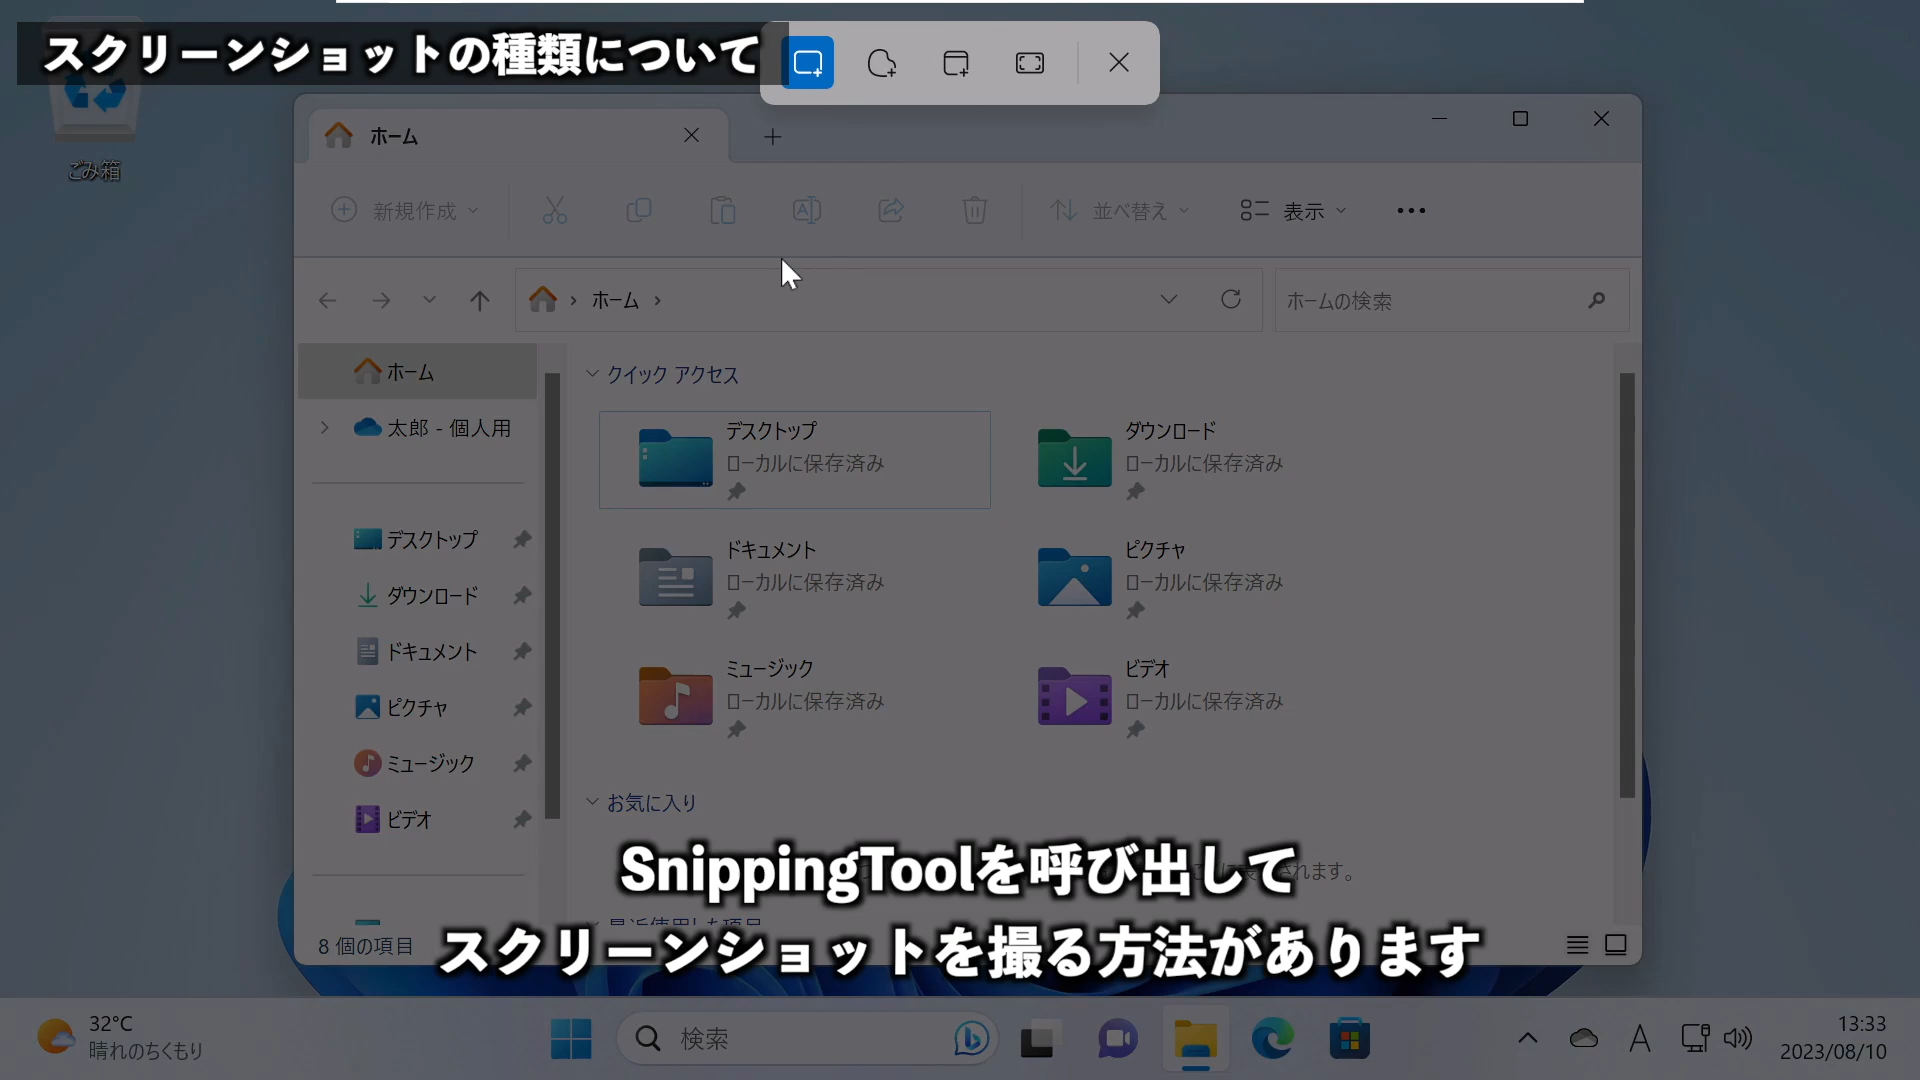 スクリーンショットの種類について
ごみ箱
ホーム
新規作成
並べ替え
表示
ホーム
ホームの検索
ホーム
太郎 - 個人用
デスクトップ
ダウンロード
ドキュメント
ピクチャ
ミュージック
ビデオ
クイック アクセス
デスクトップ
ローカルに保存済み
ダウンロード
ローカルに保存済み
ドキュメント
ローカルに保存済み
ピクチャ
ローカルに保存済み
ミュージック
ローカルに保存済み
ビデオ
ローカルに保存済み
お気に入り
されます。
最近使用した項目
8 個の項目
SnippingToolを呼び出して
スクリーンショットを撮る方法があります
32°C
晴れのちくもり
検索
A
13:33
2023/08/10